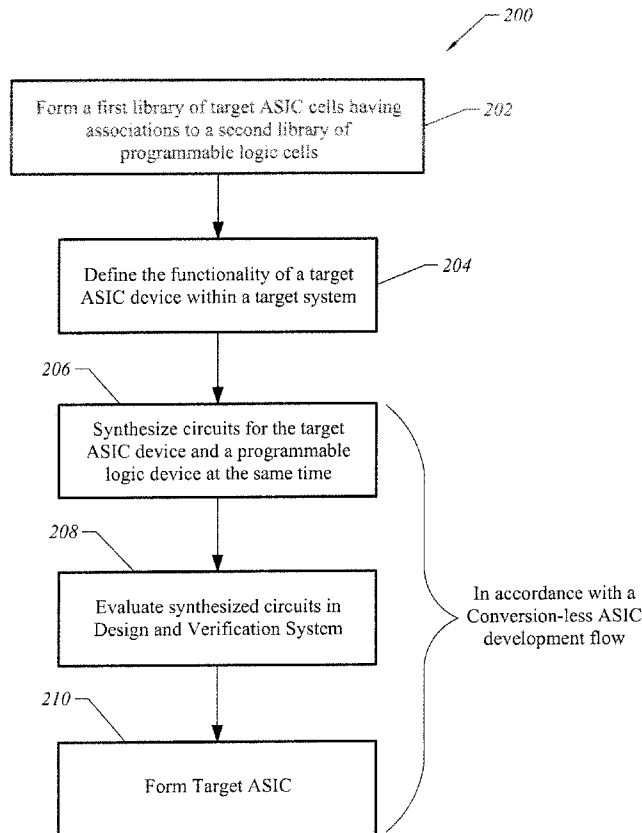 200
Form a first library of target ASIC cells having
associations to a second library of
programmable logic cells
202
Define the functionality of a target
ASIC device within a target system
204
206
Synthesize circuits for the target
ASIC device and a programmable
logic device at the same time
208
Evaluate synthesized circuits in
Design and Verification System
In accordance with a
Conversion-less ASIC
development flow
210
Form Target ASIC